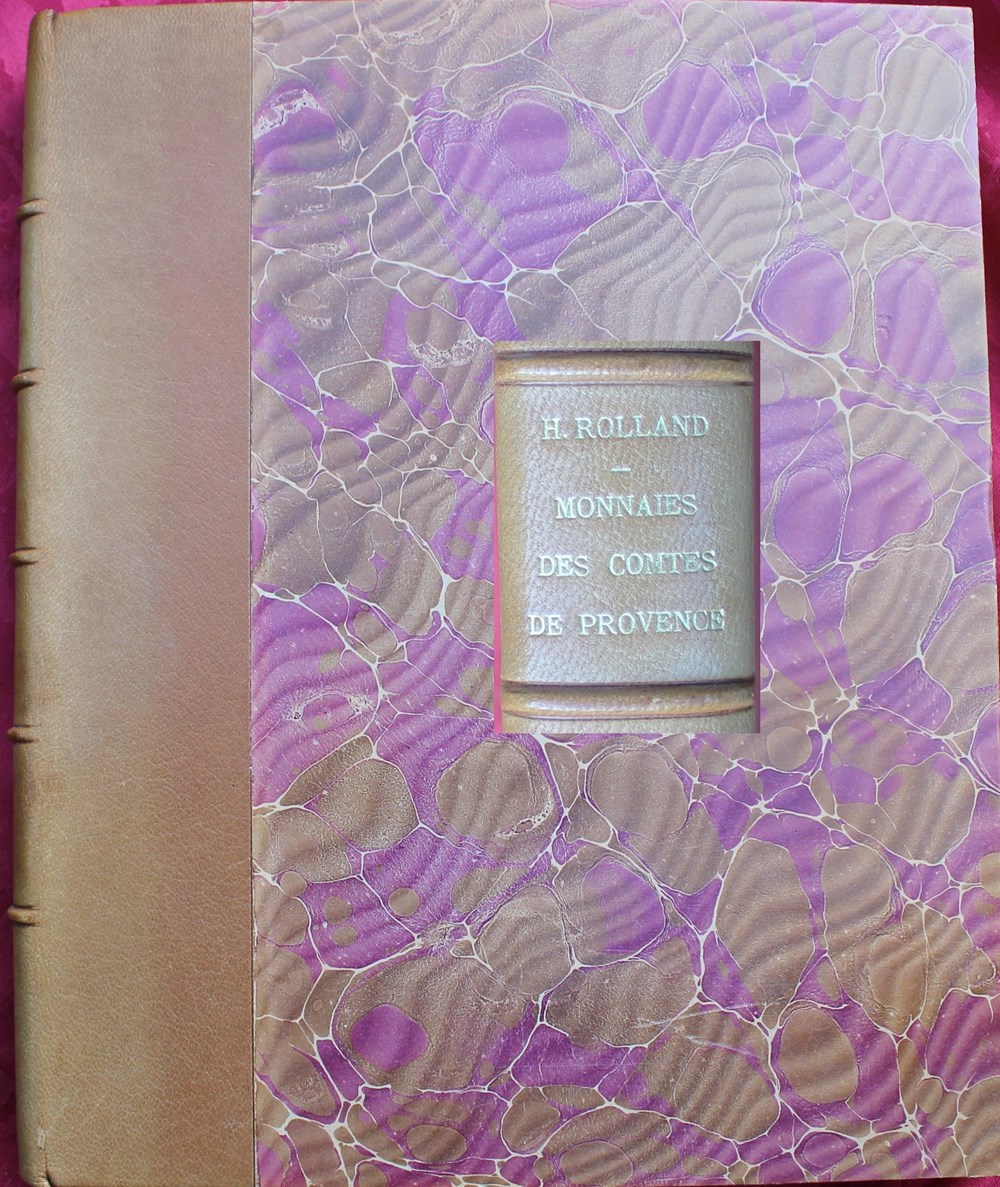 H. ROLLAND
—
MONNAIES
DES COMTES
DE PROVENCE